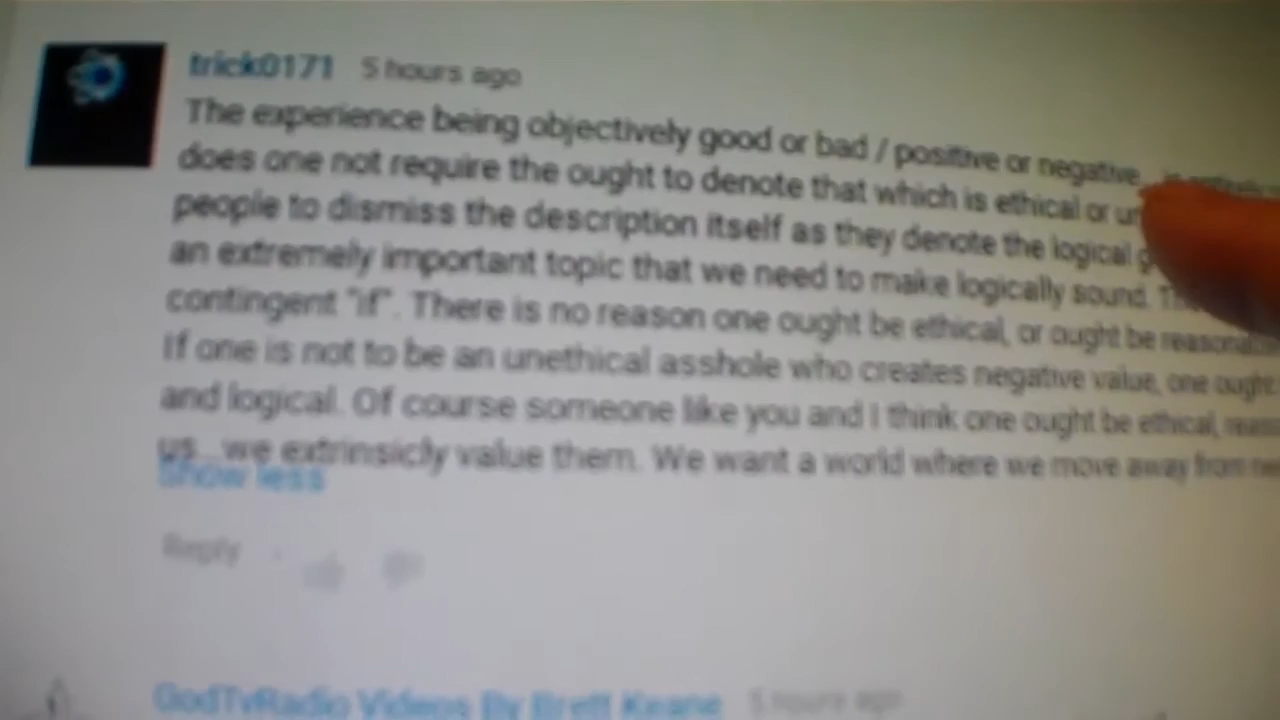 trick0171 5 hours ago
The experience being objectively good or bad / positive or negative
does one not require the ought to denote that which is ethical or
people to dismiss the description itself as they denote the logical
an extremely important topic that we need to make logically sound.
contingent "if". There is no reason one ought be ethical, or ought be
If one is not to be an unethical asshole who creates negative value, one ought
and logical. Of course someone like you and I think one ought be ethical,
us...we extrinsicly value them. We want a world where we move away from
Show less
Reply
GodTvRadio Videos By Brett Keane 5 hours ago